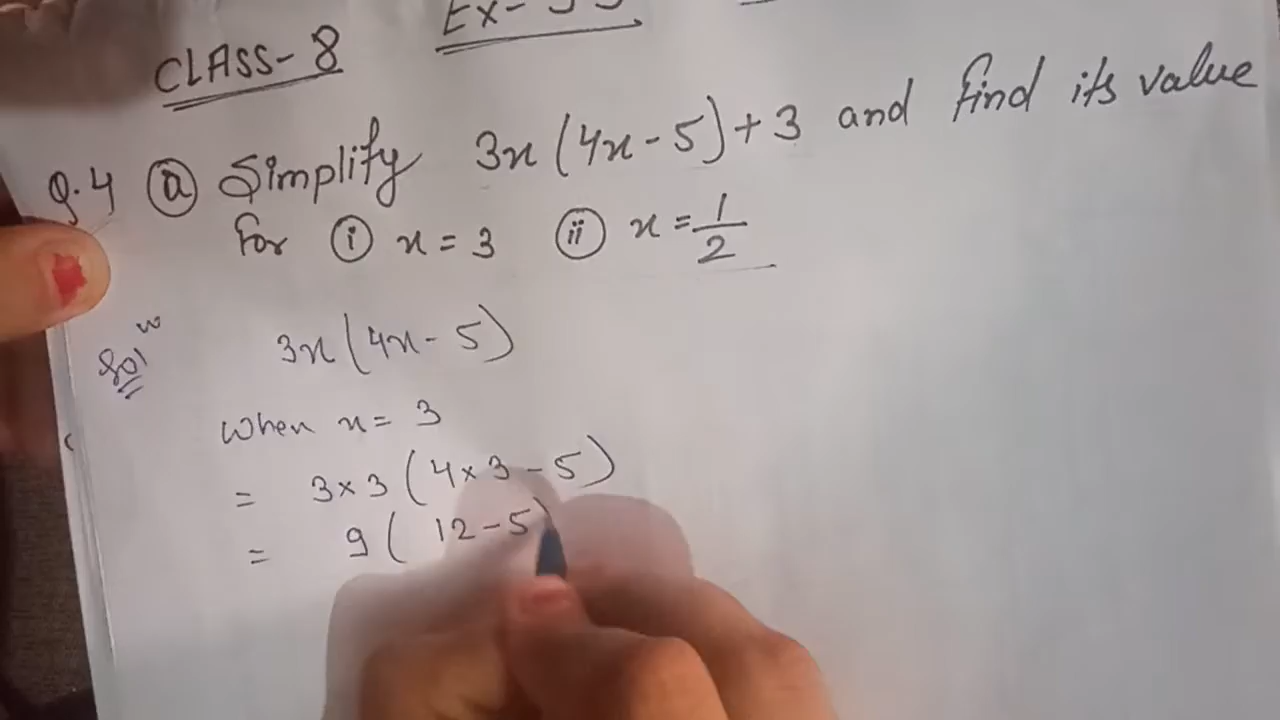 CLASS-8 Ex-
Q.4 (a) Simplify 3x(4x-5)+3 and find its value
for (i) x=3 (ii) x=1/2
Solⁿ 3x(4x-5)
When x=3
= 3×3(4×3-5)
= 9(12-5)